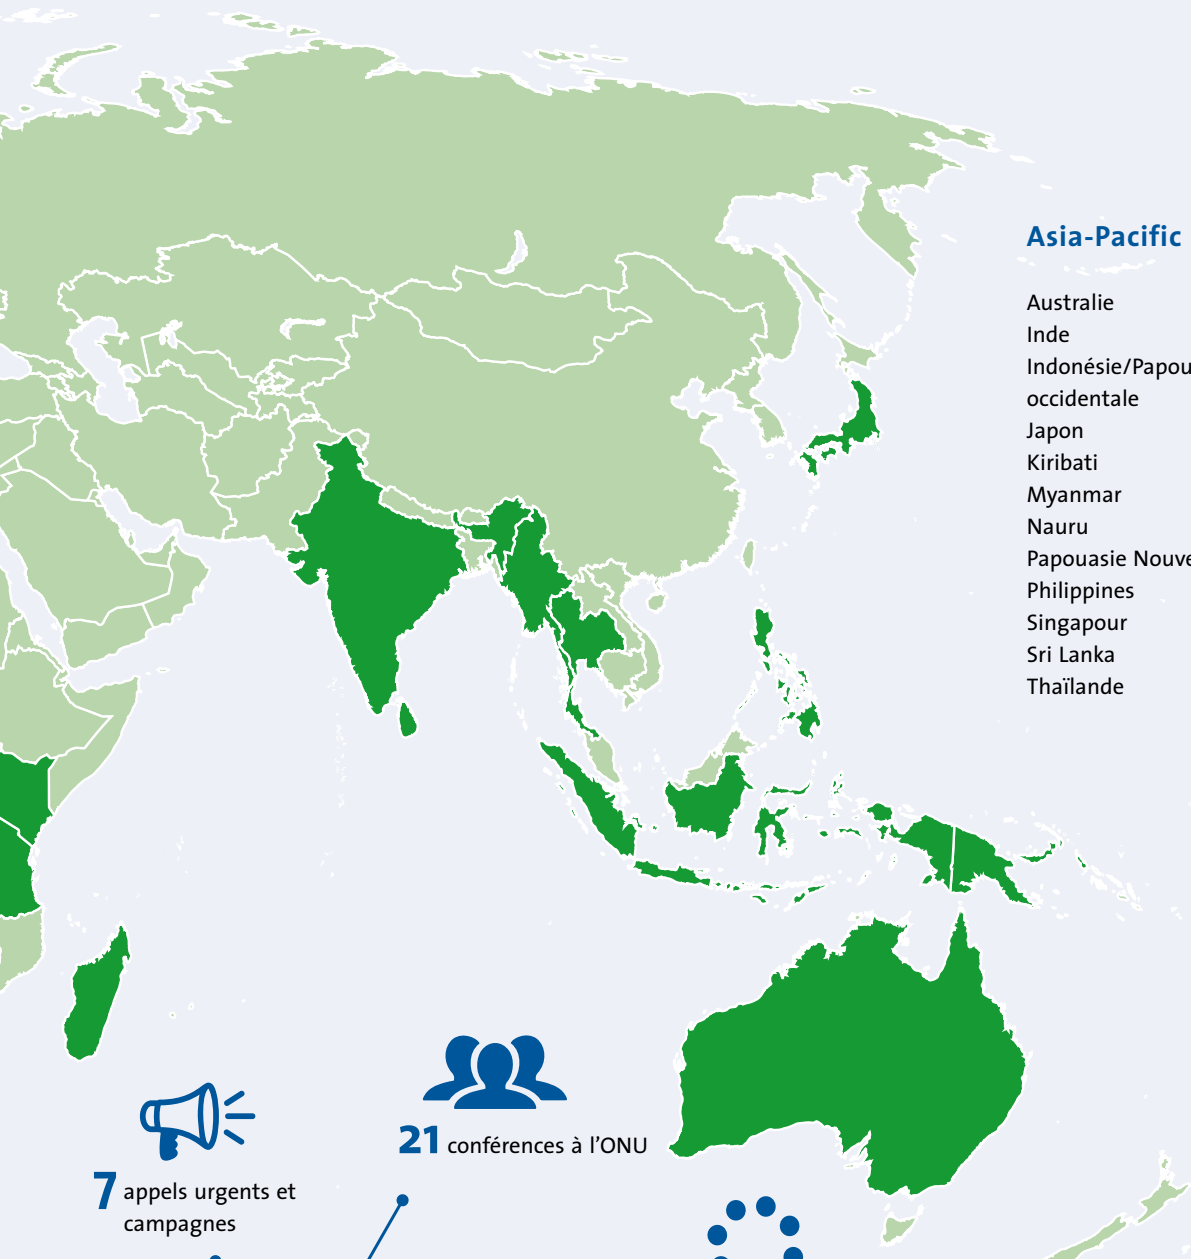 Asia-Pacific
Australie
Inde
Indonésie/Papou
occidentale
Japon
Kiribati
Myanmar
Nauru
Papouasie Nouve
Philippines
Singapour
Sri Lanka
Thaïlande
21 conférences à l’ONU
7 appels urgents et
campagnes